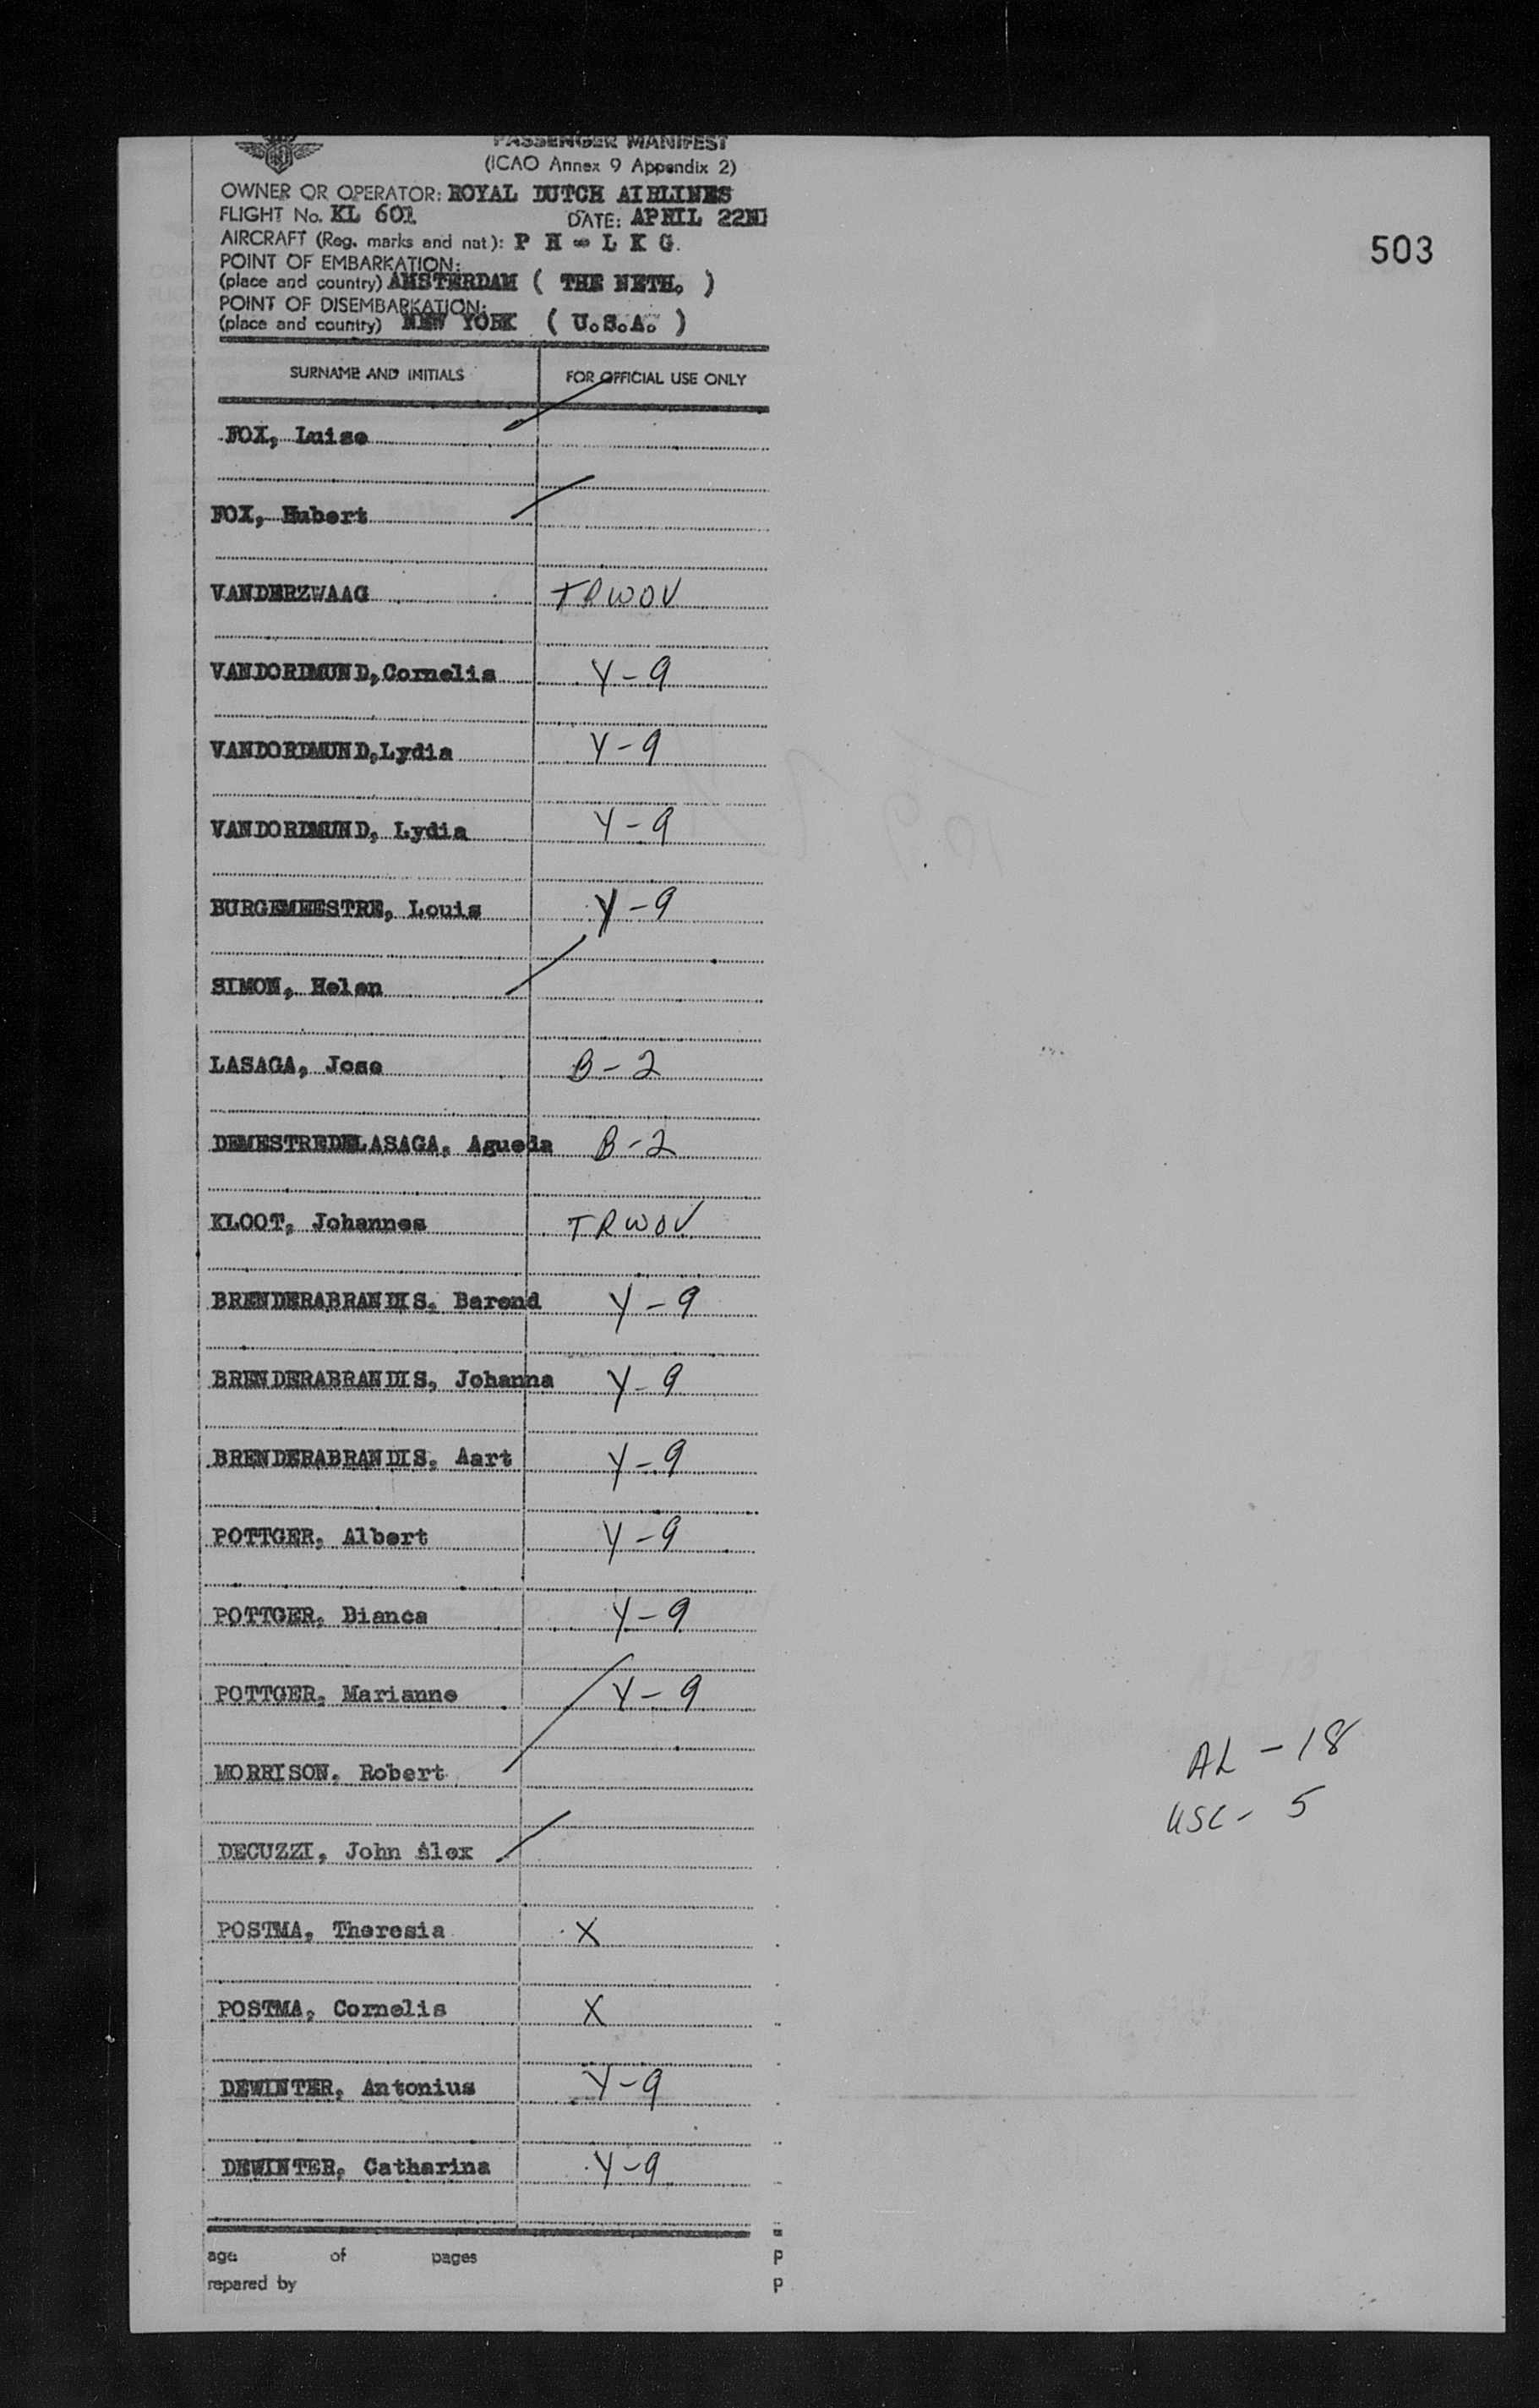 PASSENGER MANIFEST
(ICAO Annex 9 Appendix 2)
OWNER OR OPERATOR: ROYAL DUTCH AIRLINES
FLIGHT No. KL 601 DATE: APRIL 22ND
AIRCRAFT (Reg. marks and nat): P H - L K G.
503
POINT OF EMBARKATION:
(place and country) AMSTERDAM ( THE NETH. )
POINT OF DISEMBARKATION:
(place and country) NEW YORK ( U.S.A. )
SURNAME AND INITIALS FOR OFFICIAL USE ONLY
FOX, Luise
FOX, Hubert
VANDERZWAAG TRWOV
VANDORDMUND, Cornelis Y-9
VANDORDMUND, Lydia Y-9
VANDORDMUND, Lydia Y-9
BURGEMEESTRE, Louis Y-9
SIMON, Helen
LASAGA, Jose B-2
DEMESTREDELASAGA, Agueda B-2
KLOOT, Johannes TRWOV
BRENDERABRANDIS, Barend Y-9
BRENDERABRANDIS, Johanna Y-9
BRENDERABRANDIS, Aart Y-9
POTTGER, Albert Y-9
POTTGER, Bianca Y-9
POTTGER, Marianne Y-9
MORRISON, Robert
AL - 18
USC - 5
DECUZZI, John Alex
POSTMA, Theresia X
POSTMA, Cornelis X
DEWINTER, Antonius Y-9
DEWINTER, Catharina Y-9
age of pages P
repared by P